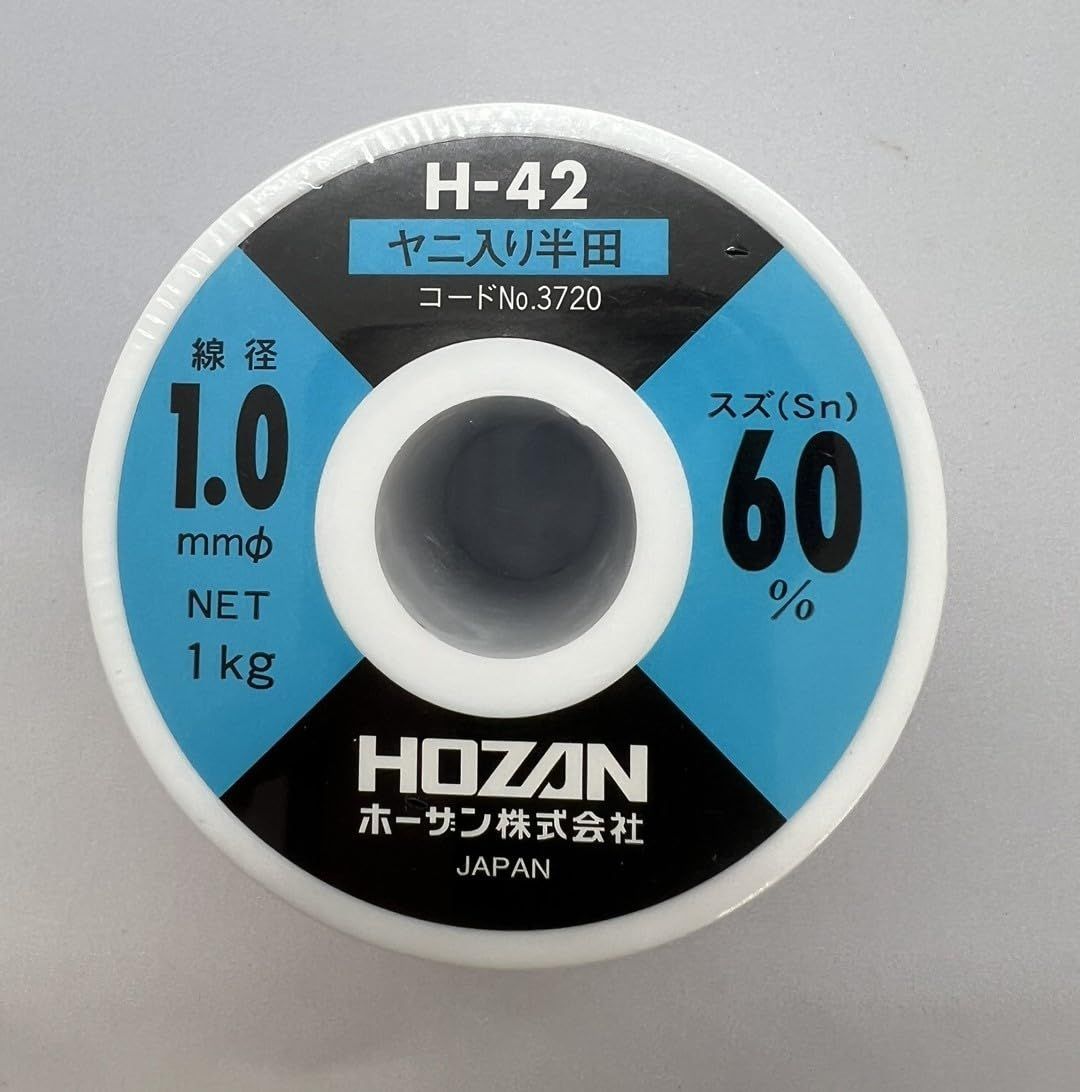 H-42
ヤニ入り半田
コードNo.3720
線径
1.0
mmφ
NET
1kg
スズ(Sn)
60
%
HOZAN
ホーザン株式会社
JAPAN